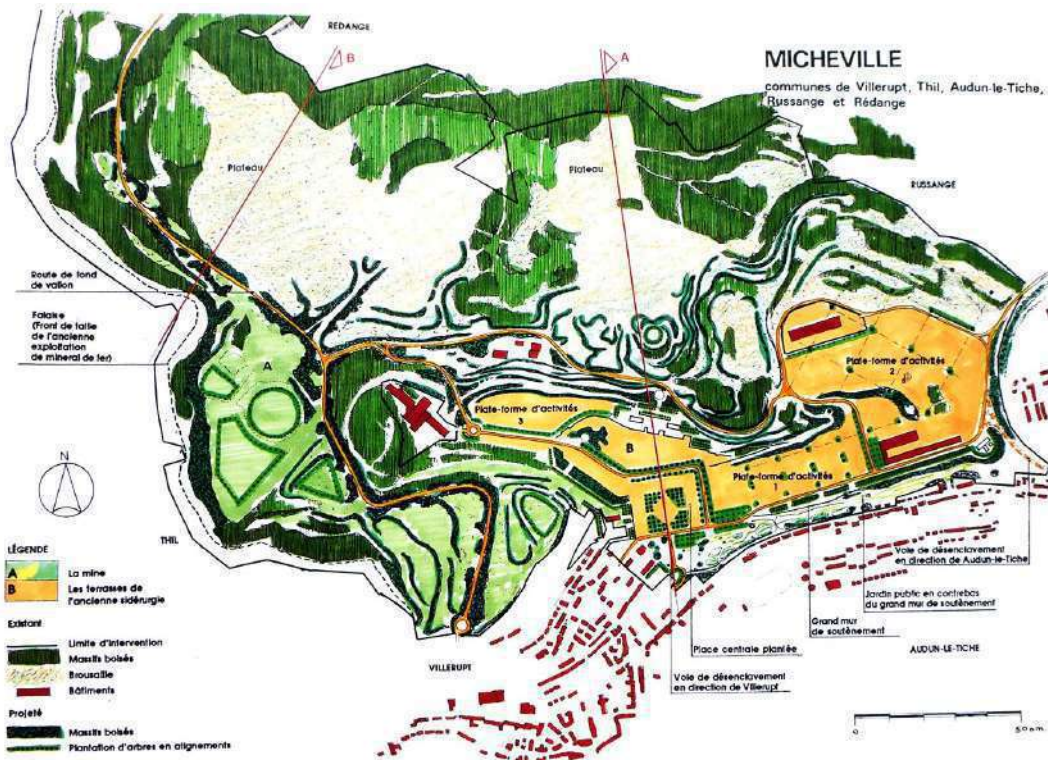 MICHEVILLE
communes de Villerupt, Thil, Audun-le-Tiche,
Russange et Rédange
REDANGE
B
A
Plateau
Plateau
RUSSANGE
Route de fond
de vallon
Falaise
(Front de taille
de l'ancienne
exploitation
de minerai de fer)
A
Plate-forme d'activités
2
Plate-forme d'activités
3
B
Plate-forme d'activités
1
N
THIL
VILLERUPT
Voie de désenclavement
en direction de Audun-le-Tiche
Jardin public en contrebas
du grand mur de soutènement
Grand mur
de soutènement
Place centrale plantée
Voie de désenclavement
en direction de Villerupt
AUDUN-LE-TICHE
LÉGENDE
A La mine
B Les terrasses de
l'ancienne sidérurgie
Existant
Limite d'intervention
Massifs boisés
Brousaille
Bâtiments
Projeté
Massifs boisés
Plantation d'arbres en alignements
0